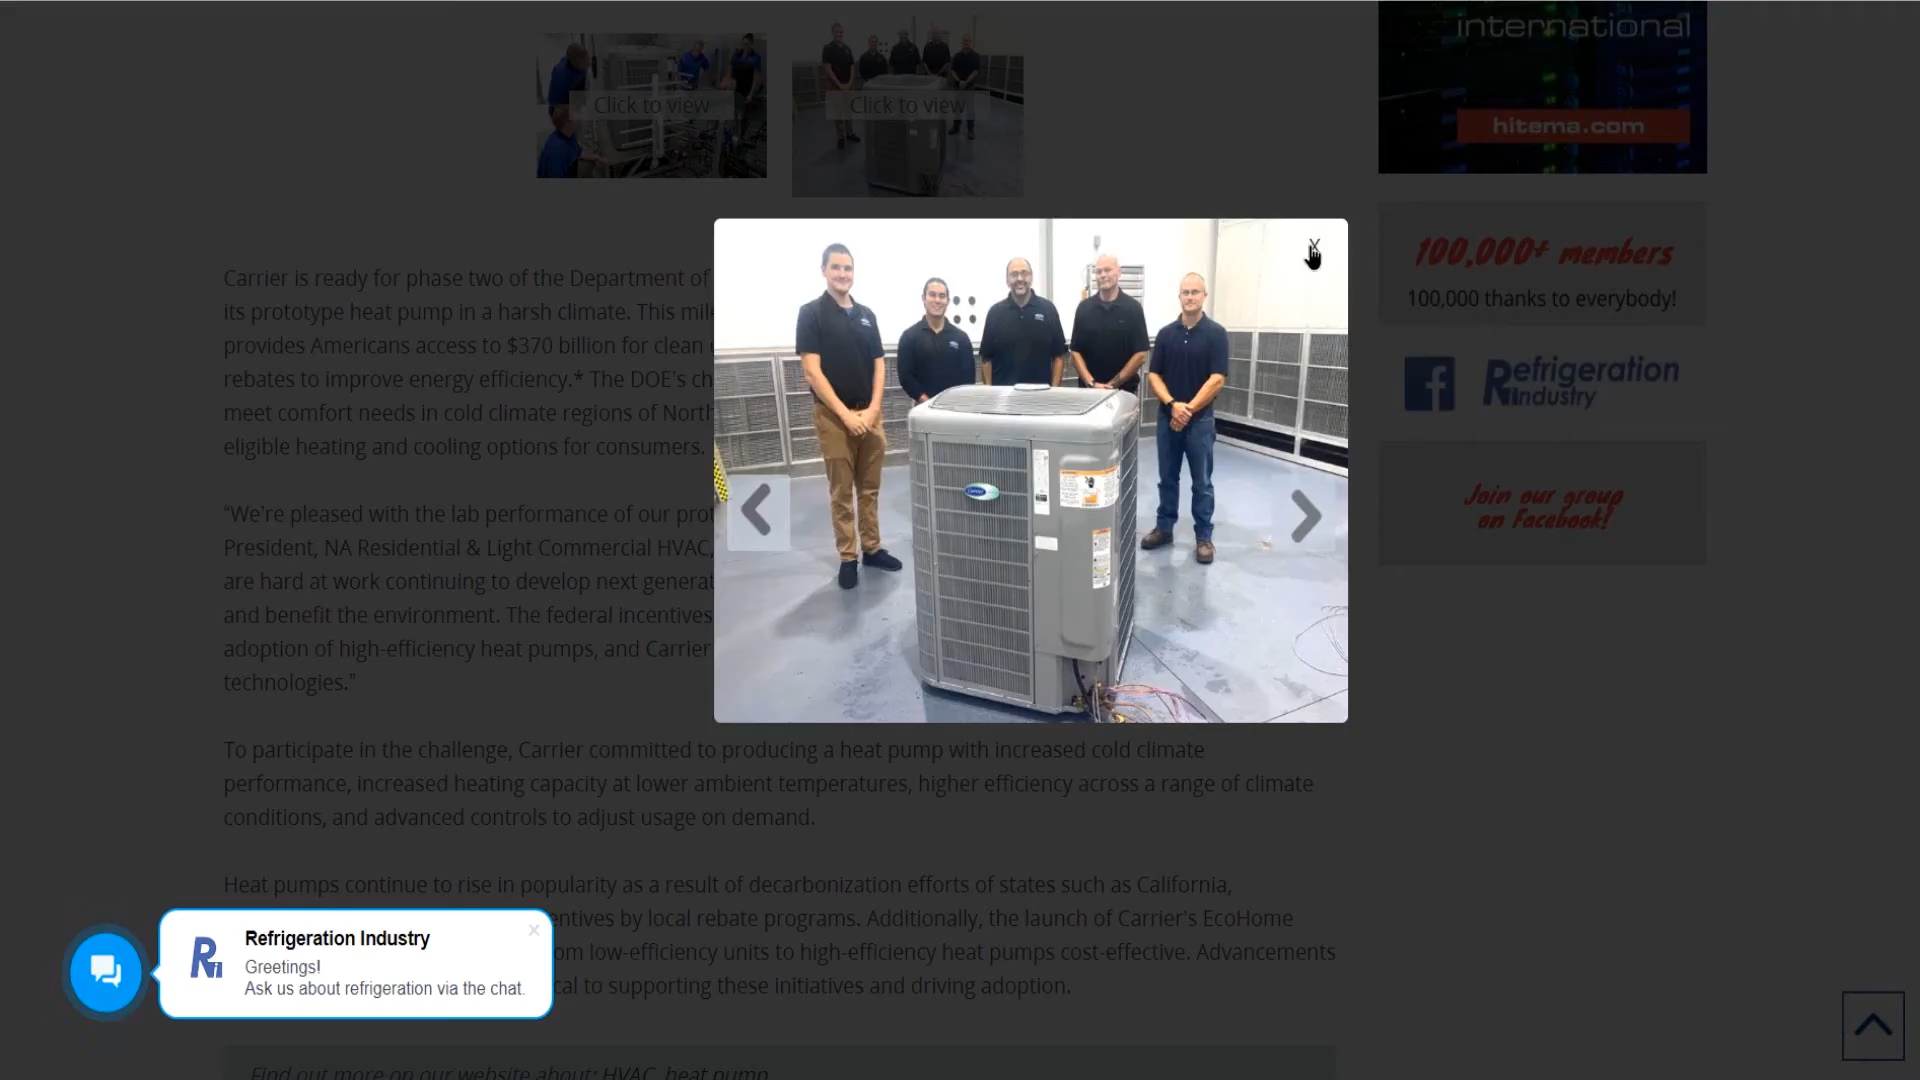 international
hitema.com
Click to view
Click to view
100,000+ members
100,000 thanks to everybody!
Refrigeration
Industry
Join our group
on Facebook!
X
Carrier
Carrier is ready for phase two of the Department of
its prototype heat pump in a harsh climate. This mil
provides Americans access to $370 billion for clean
rebates to improve energy efficiency.* The DOE's ch
meet comfort needs in cold climate regions of Nort
eligible heating and cooling options for consumers.
“We're pleased with the lab performance of our prot
President, NA Residential & Light Commercial HVAC,
are hard at work continuing to develop next generat
and benefit the environment. The federal incentives
adoption of high-efficiency heat pumps, and Carrier
technologies.”
To participate in the challenge, Carrier committed to producing a heat pump with increased cold climate
performance, increased heating capacity at lower ambient temperatures, higher efficiency across a range of climate
conditions, and advanced controls to adjust usage on demand.
Heat pumps continue to rise in popularity as a result of decarbonization efforts of states such as California,
entives by local rebate programs. Additionally, the launch of Carrier's EcoHome
om low-efficiency units to high-efficiency heat pumps cost-effective. Advancements
cal to supporting these initiatives and driving adoption.
Refrigeration Industry
Greetings!
Ask us about refrigeration via the chat.
Find out more on our website about: HVAC, heat pump